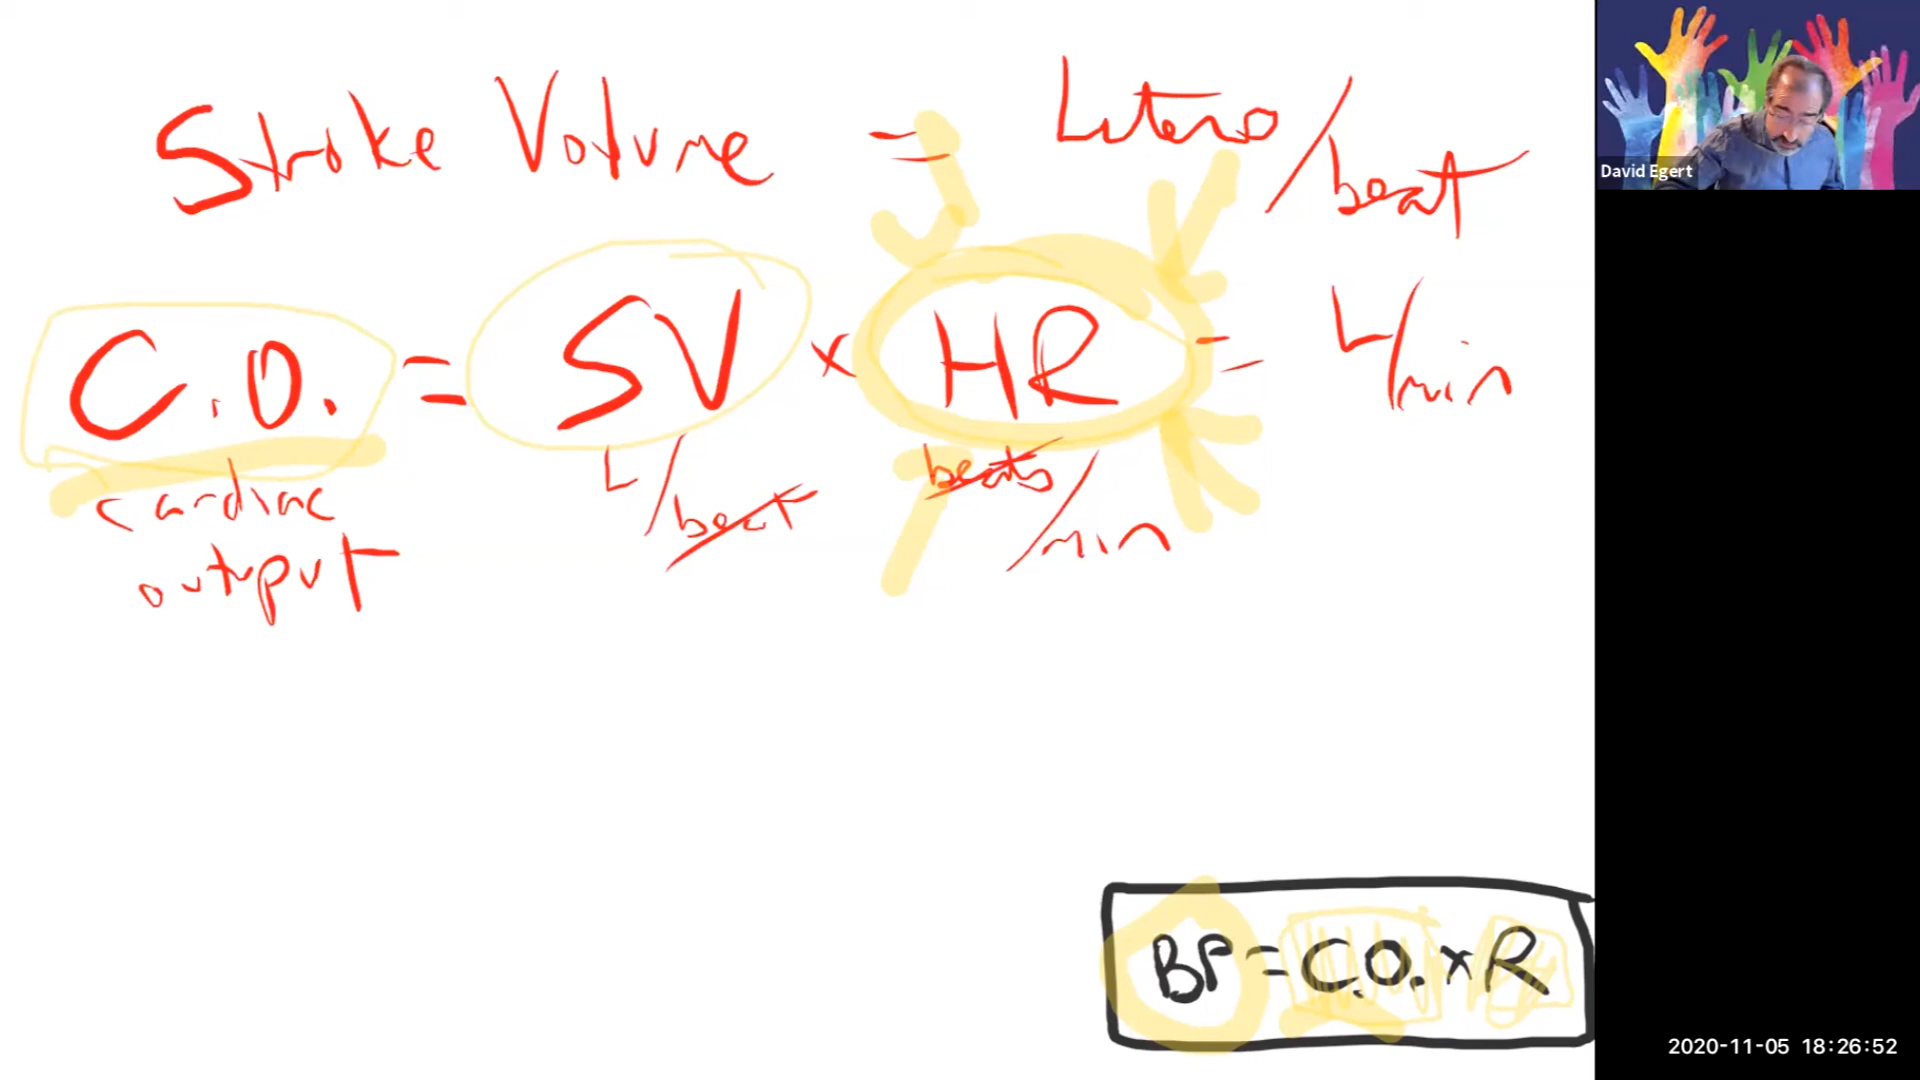 Stroke Volume = Liters/beat
C.O. = SV × HR = L/min
cardiac output
L/beat
beats/min
BP = C.O. × R
David Egert
2020-11-05 18:26:52